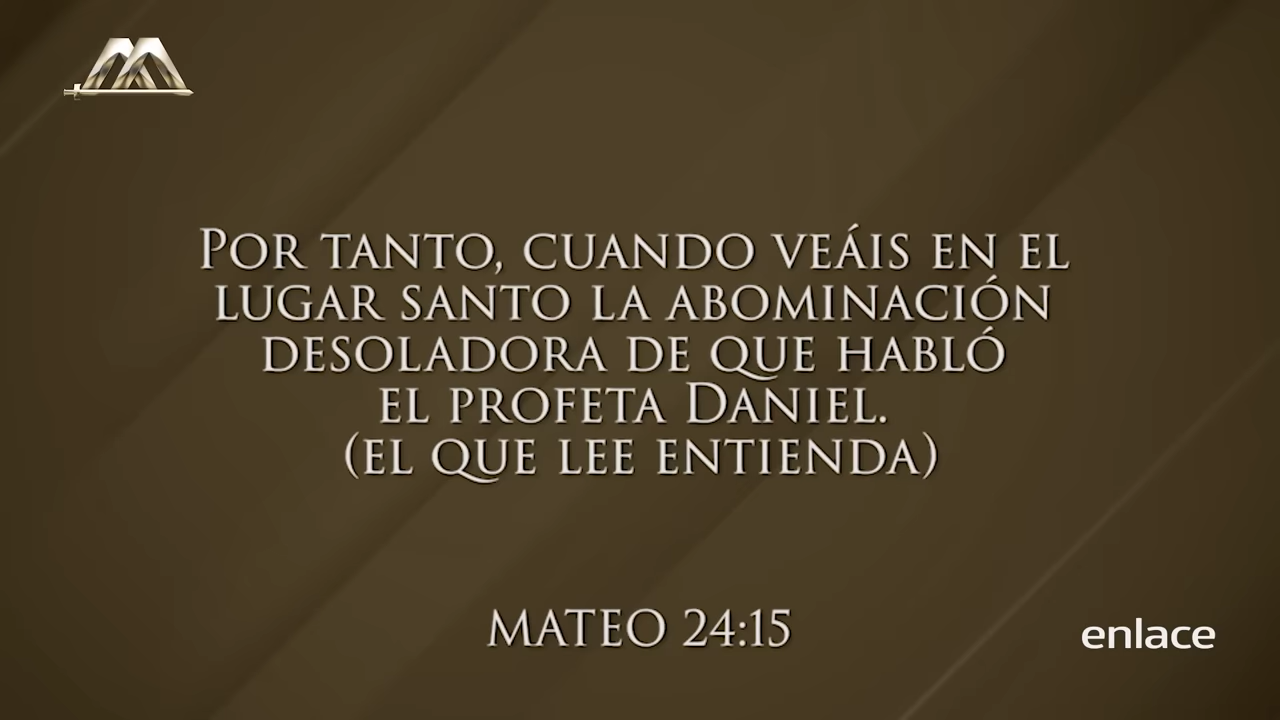 Por tanto, cuando veáis en el
lugar santo la abominación
desoladora de que habló
el profeta Daniel.
(el que lee entienda)
MATEO 24:15
enlace